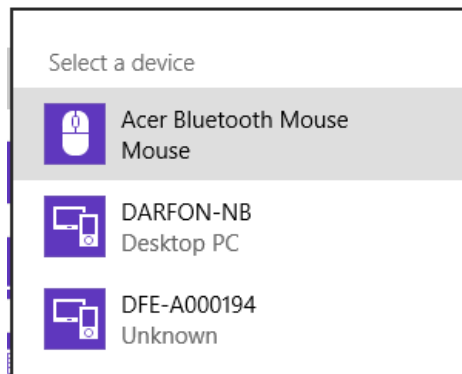 Select a device
Acer Bluetooth Mouse
Mouse
DARFON-NB
Desktop PC
DFE-A000194
Unknown